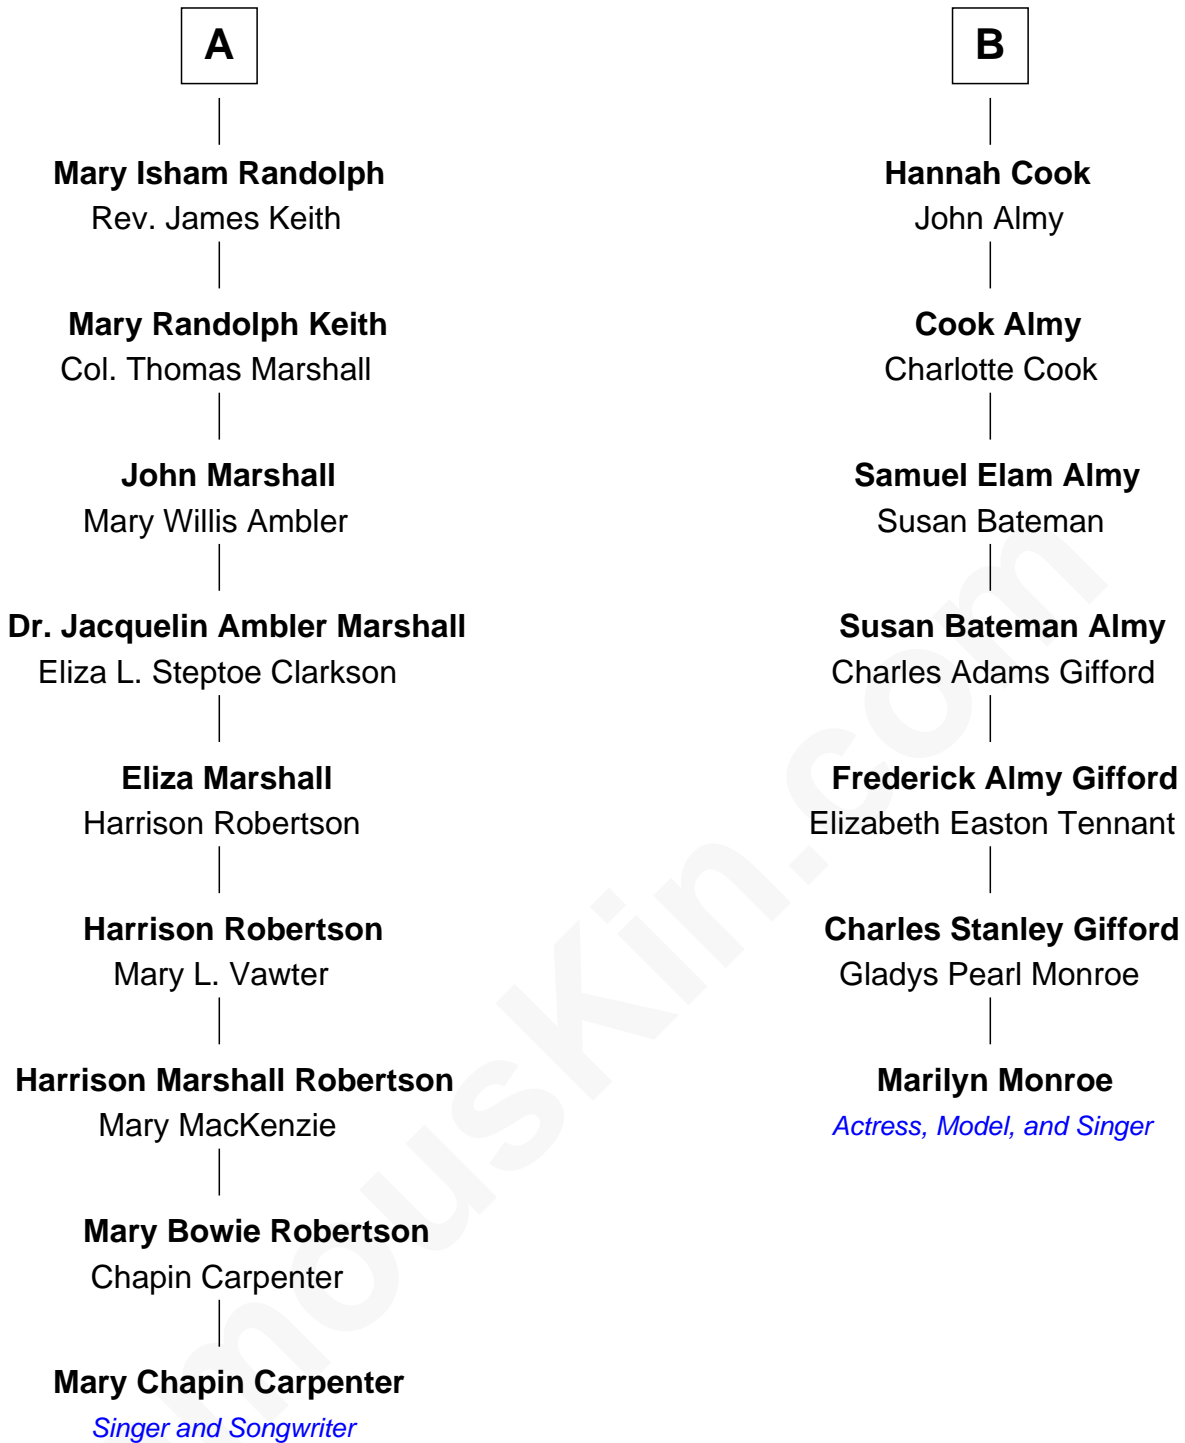 A
Mary Isham Randolph
Rev. James Keith
Mary Randolph Keith
Col. Thomas Marshall
John Marshall
Mary Willis Ambler
Dr. Jacquelin Ambler Marshall
Eliza L. Steptoe Clarkson
Eliza Marshall
Harrison Robertson
Harrison Robertson
Mary L. Vawter
Harrison Marshall Robertson
Mary MacKenzie
Mary Bowie Robertson
Chapin Carpenter
Mary Chapin Carpenter
Singer and Songwriter
B
Hannah Cook
John Almy
Cook Almy
Charlotte Cook
Samuel Elam Almy
Susan Bateman
Susan Bateman Almy
Charles Adams Gifford
Frederick Almy Gifford
Elizabeth Easton Tennant
Charles Stanley Gifford
Gladys Pearl Monroe
Marilyn Monroe
Actress, Model, and Singer
mousKin.com